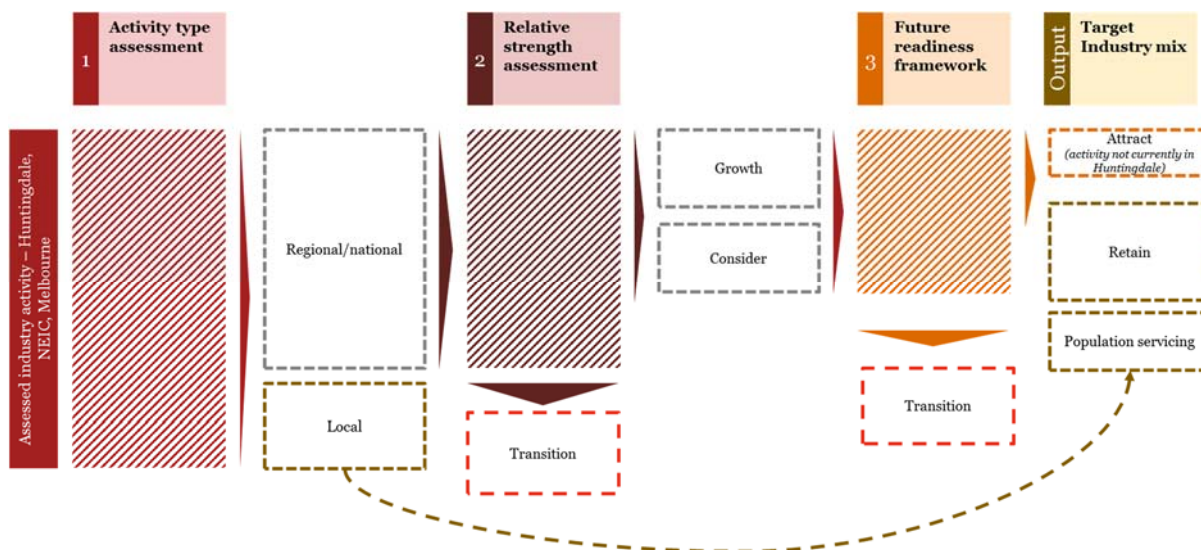 1
Activity type
assessment
2
Relative
strength
assessment
3
Future
readiness
framework
Output
Target
Industry mix
Assessed industry activity – Huntingdale,
NEIC, Melbourne
Regional/national
Local
Transition
Growth
Consider
Transition
Attract
(activity not currently in
Huntingdale)
Retain
Population servicing